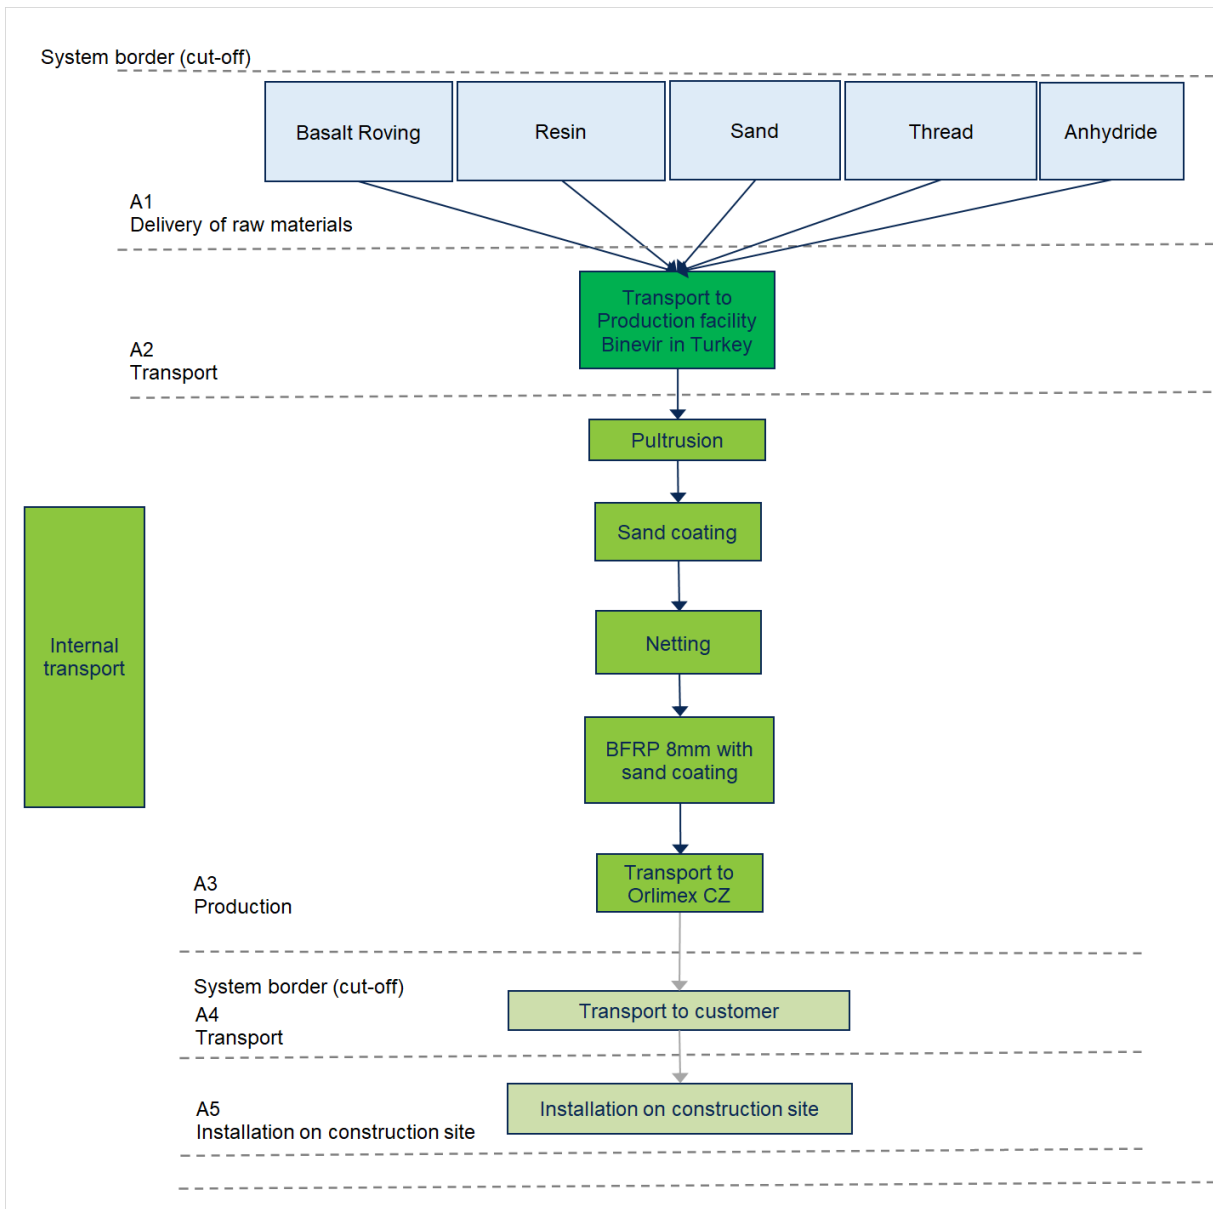 System border (cut-off)
Basalt Roving
Resin
Sand
Thread
Anhydride
A1
Delivery of raw materials
Transport to
Production facility
Binevir in Turkey
A2
Transport
Pultrusion
Sand coating
Internal
transport
Netting
BFRP 8mm with
sand coating
Transport to
Orlimex CZ
A3
Production
System border (cut-off)
A4
Transport
Transport to customer
A5
Installation on construction site
Installation on construction site